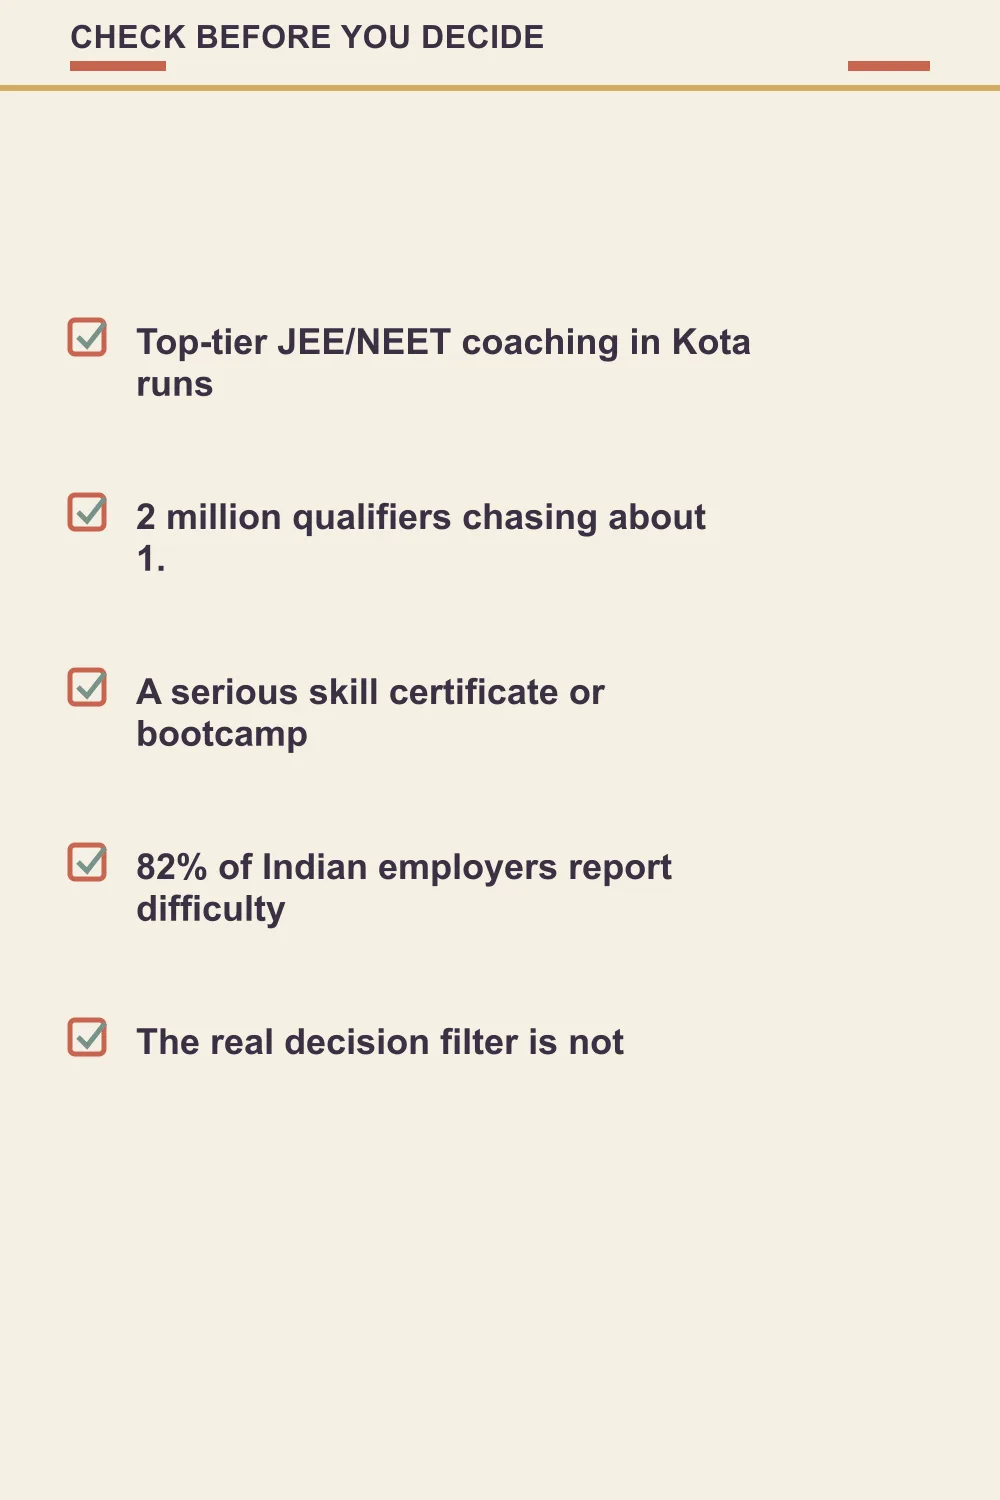 CHECK BEFORE YOU DECIDE
Top-tier JEE/NEET coaching in Kota
runs
2 million qualifiers chasing about
1.
A serious skill certificate or
bootcamp
82% of Indian employers report
difficulty
The real decision filter is not